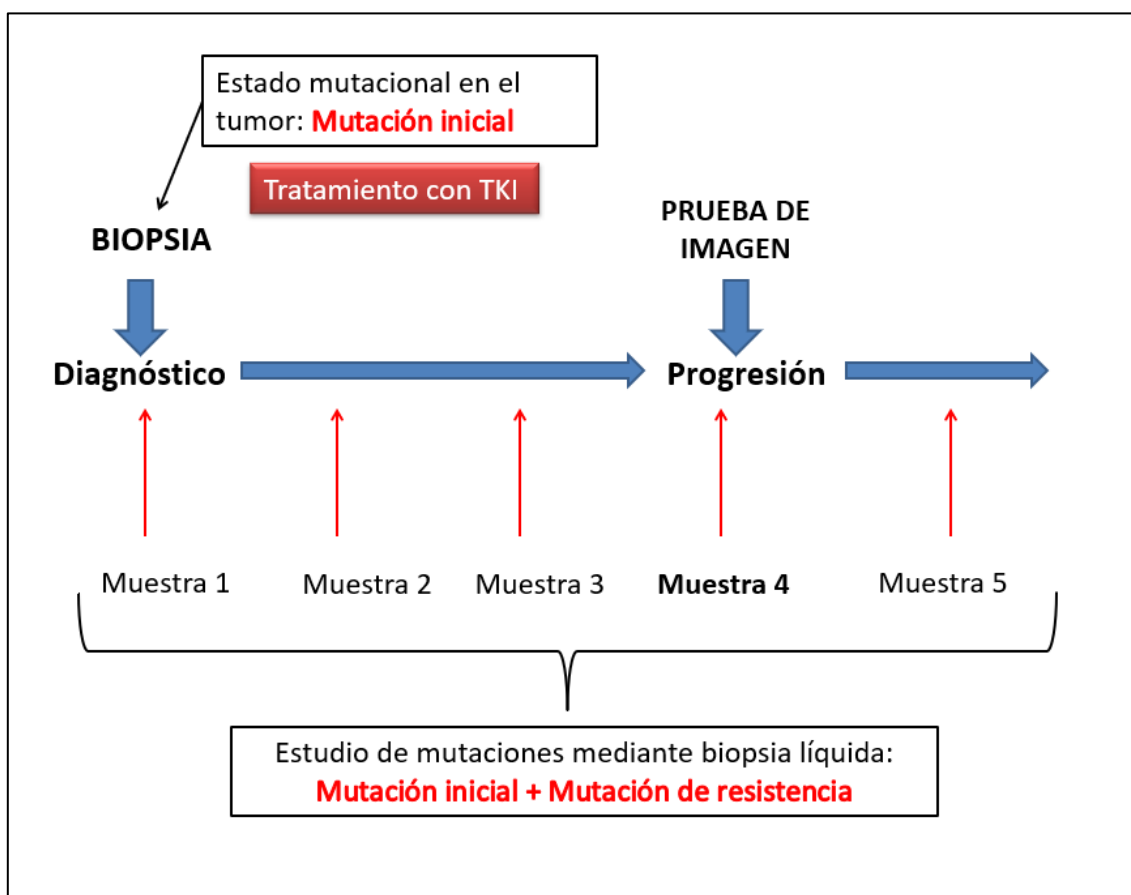 Estado mutacional en el
tumor: Mutación inicial
Tratamiento con TKI
BIOPSIA
PRUEBA DE
IMAGEN
Diagnóstico
Progresión
Muestra 1
Muestra 2
Muestra 3
Muestra 4
Muestra 5
Estudio de mutaciones mediante biopsia líquida:
Mutación inicial + Mutación de resistencia